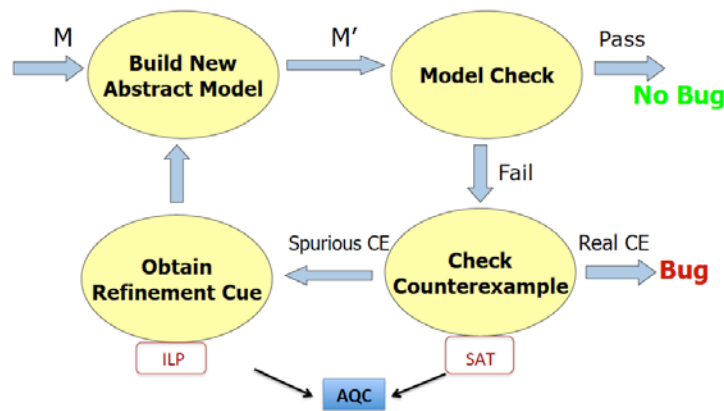 M
Build New
Abstract Model
M’
Model Check
Pass
No Bug
Fail
Obtain
Refinement Cue
Spurious CE
Check
Counterexample
Real CE
Bug
ILP
SAT
AQC